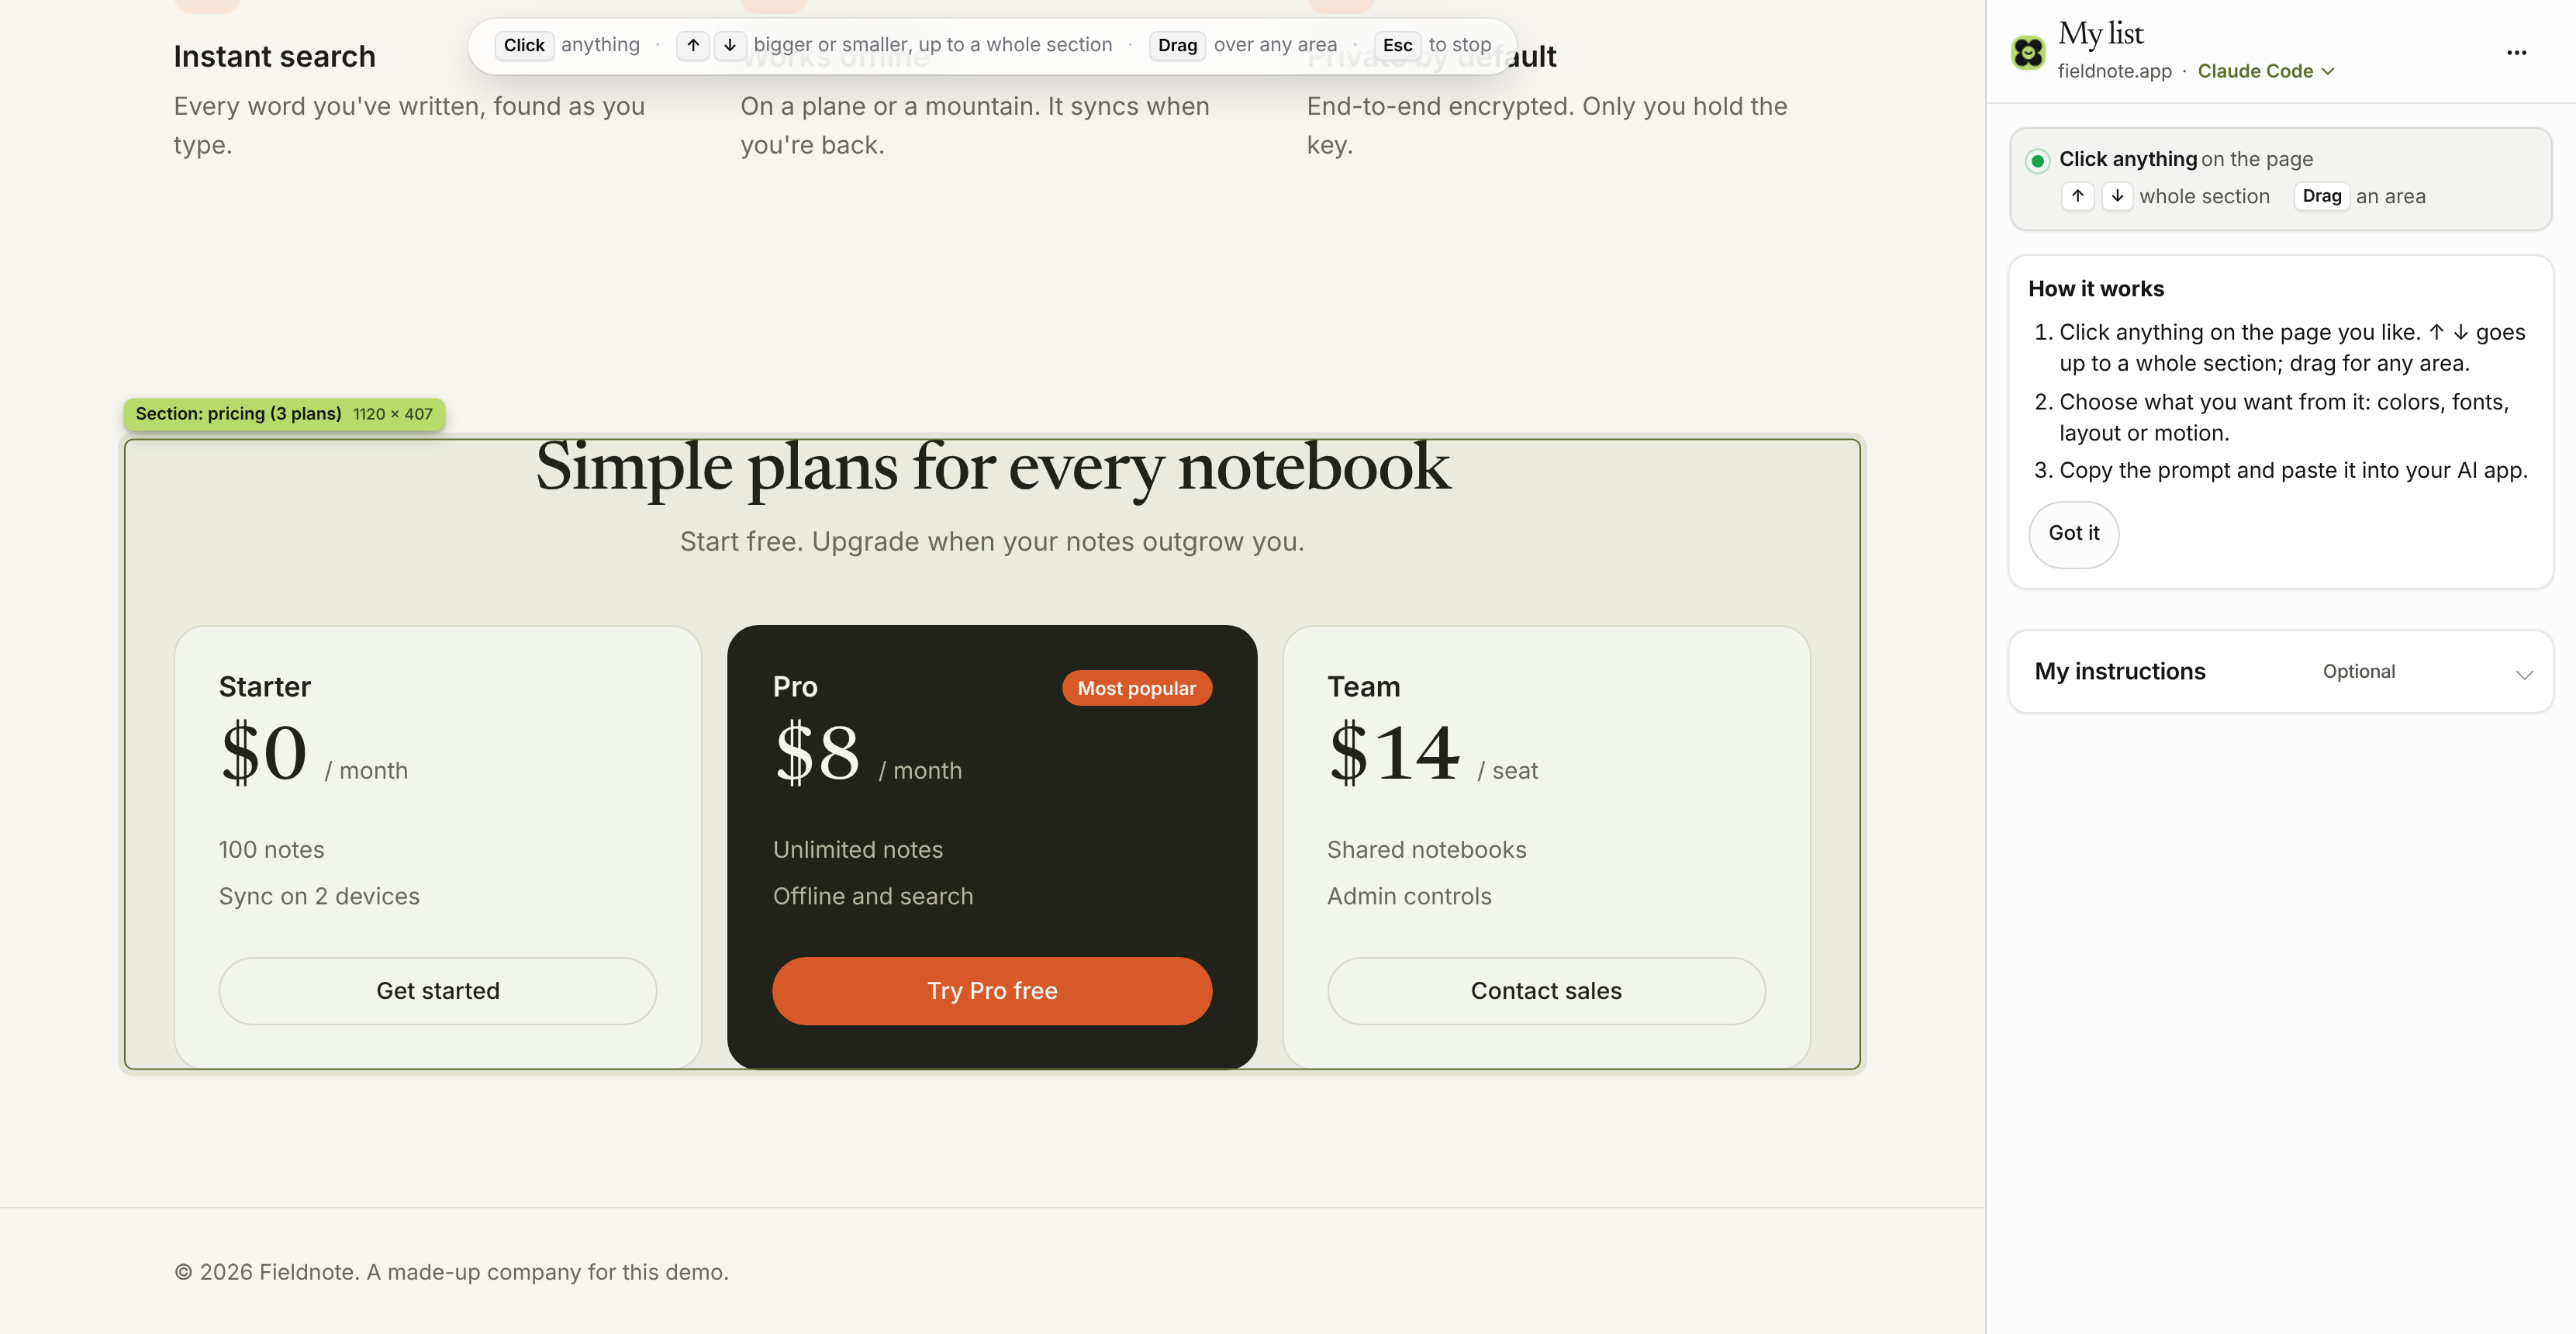 Click anything · ↑ ↓ bigger or smaller, up to a whole section · Drag over any area · Esc to stop
Instant search
Works offline
Private by default
Every word you've written, found as you
type.
On a plane or a mountain. It syncs when
you're back.
End-to-end encrypted. Only you hold the
key.
Section: pricing (3 plans) 1120 × 407
Simple plans for every notebook
Start free. Upgrade when your notes outgrow you.
Starter
$0 / month
100 notes
Sync on 2 devices
Get started
Pro
Most popular
$8 / month
Unlimited notes
Offline and search
Try Pro free
Team
$14 / seat
Shared notebooks
Admin controls
Contact sales
© 2026 Fieldnote. A made-up company for this demo.
My list
fieldnote.app · Claude Code
Click anything on the page
↑ ↓ whole section Drag an area
How it works
1. Click anything on the page you like. ↑ ↓ goes
up to a whole section; drag for any area.
2. Choose what you want from it: colors, fonts,
layout or motion.
3. Copy the prompt and paste it into your AI app.
Got it
My instructions Optional